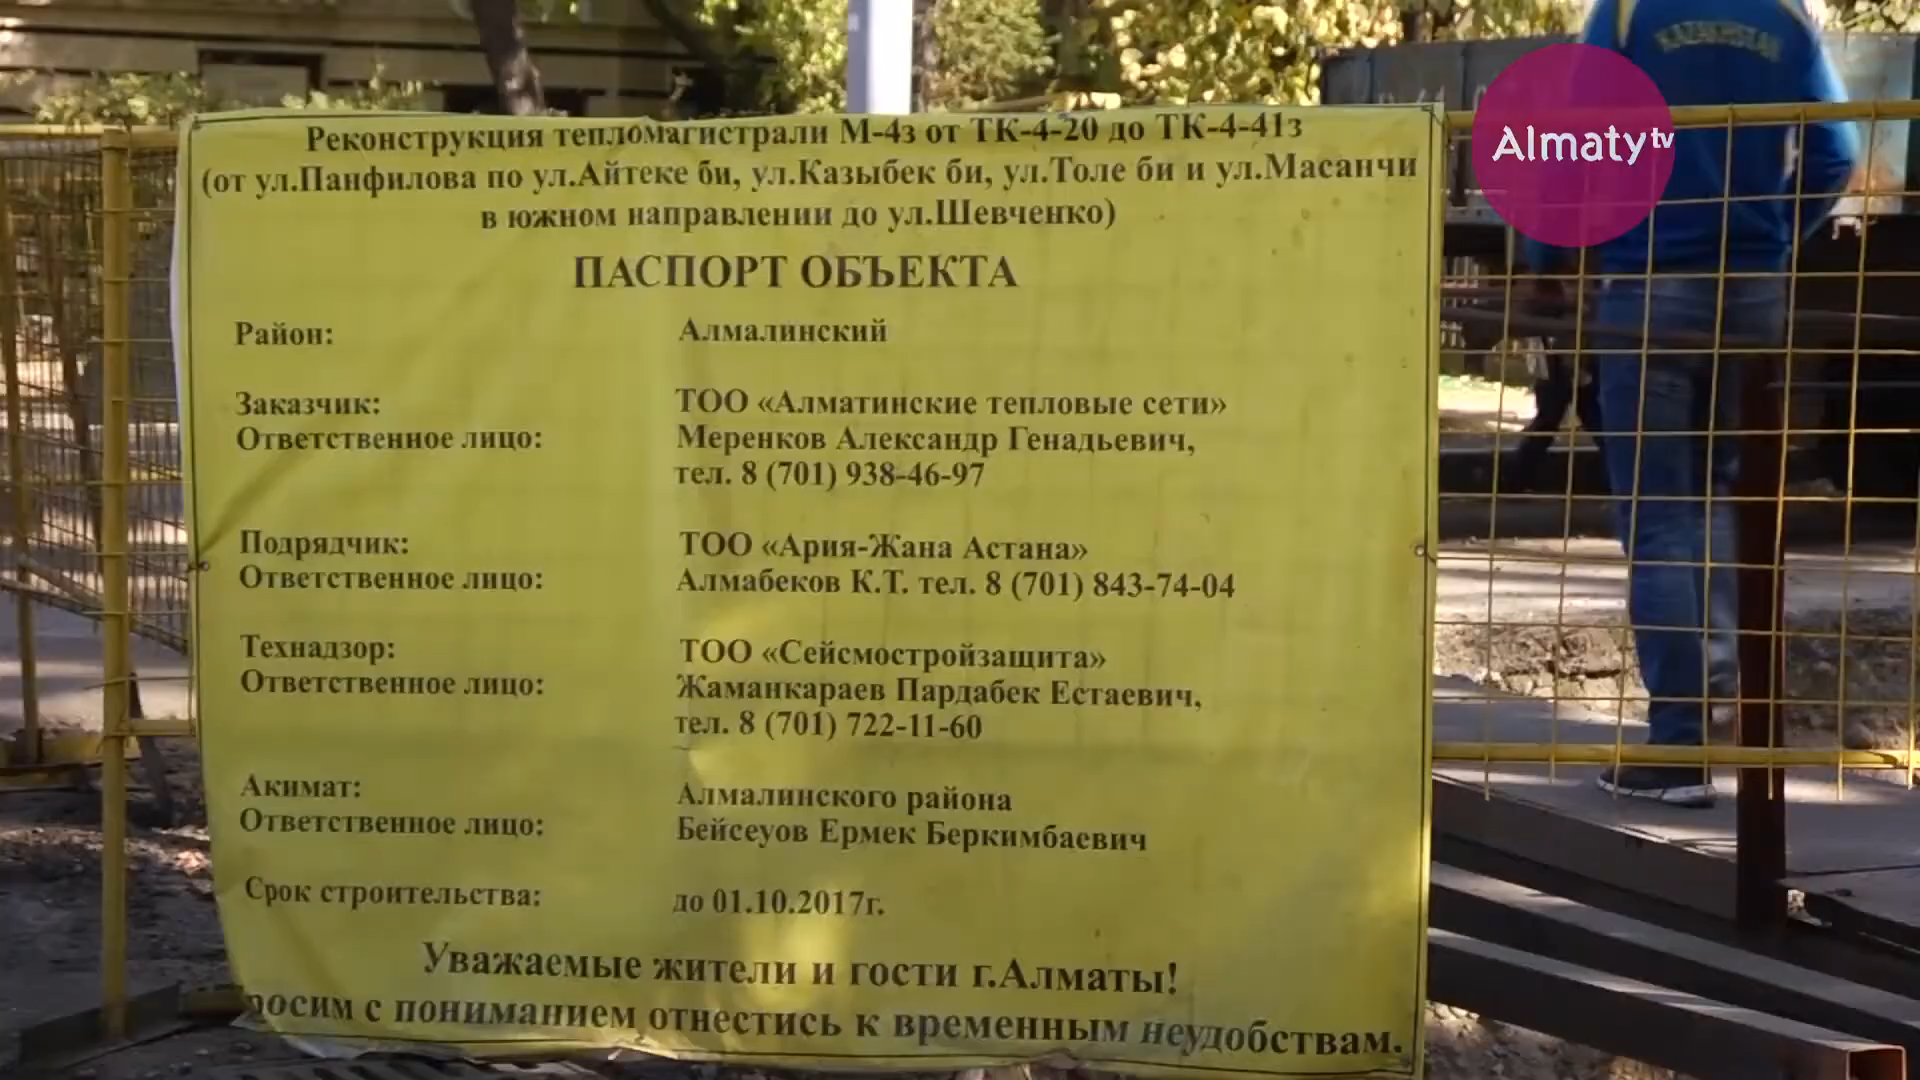 Реконструкция тепломагистрали М-4з от ТК-4-20 до ТК-4-41з
(от ул.Панфилова по ул.Айтеке би, ул.Казыбек би, ул.Толе би и ул.Масанчи
в южном направлении до ул.Шевченко)
ПАСПОРТ ОБЪЕКТА
Район: Алмалинский
Заказчик: ТОО «Алматинские тепловые сети»
Ответственное лицо: Меренков Александр Генадьевич,
тел. 8 (701) 938-46-97
Подрядчик: ТОО «Ария-Жана Астана»
Ответственное лицо: Алмабеков К.Т. тел. 8 (701) 843-74-04
Технадзор: ТОО «Сейсмостройзащита»
Ответственное лицо: Жаманкараев Пардабек Естаевич,
тел. 8 (701) 722-11-60
Акимат: Алмалинского района
Ответственное лицо: Бейсеуов Ермек Беркимбаевич
Срок строительства: до 01.10.2017г.
Уважаемые жители и гости г.Алматы!
росим с пониманием отнестись к временным неудобствам.
Almaty tv
KAZAKHSTAN